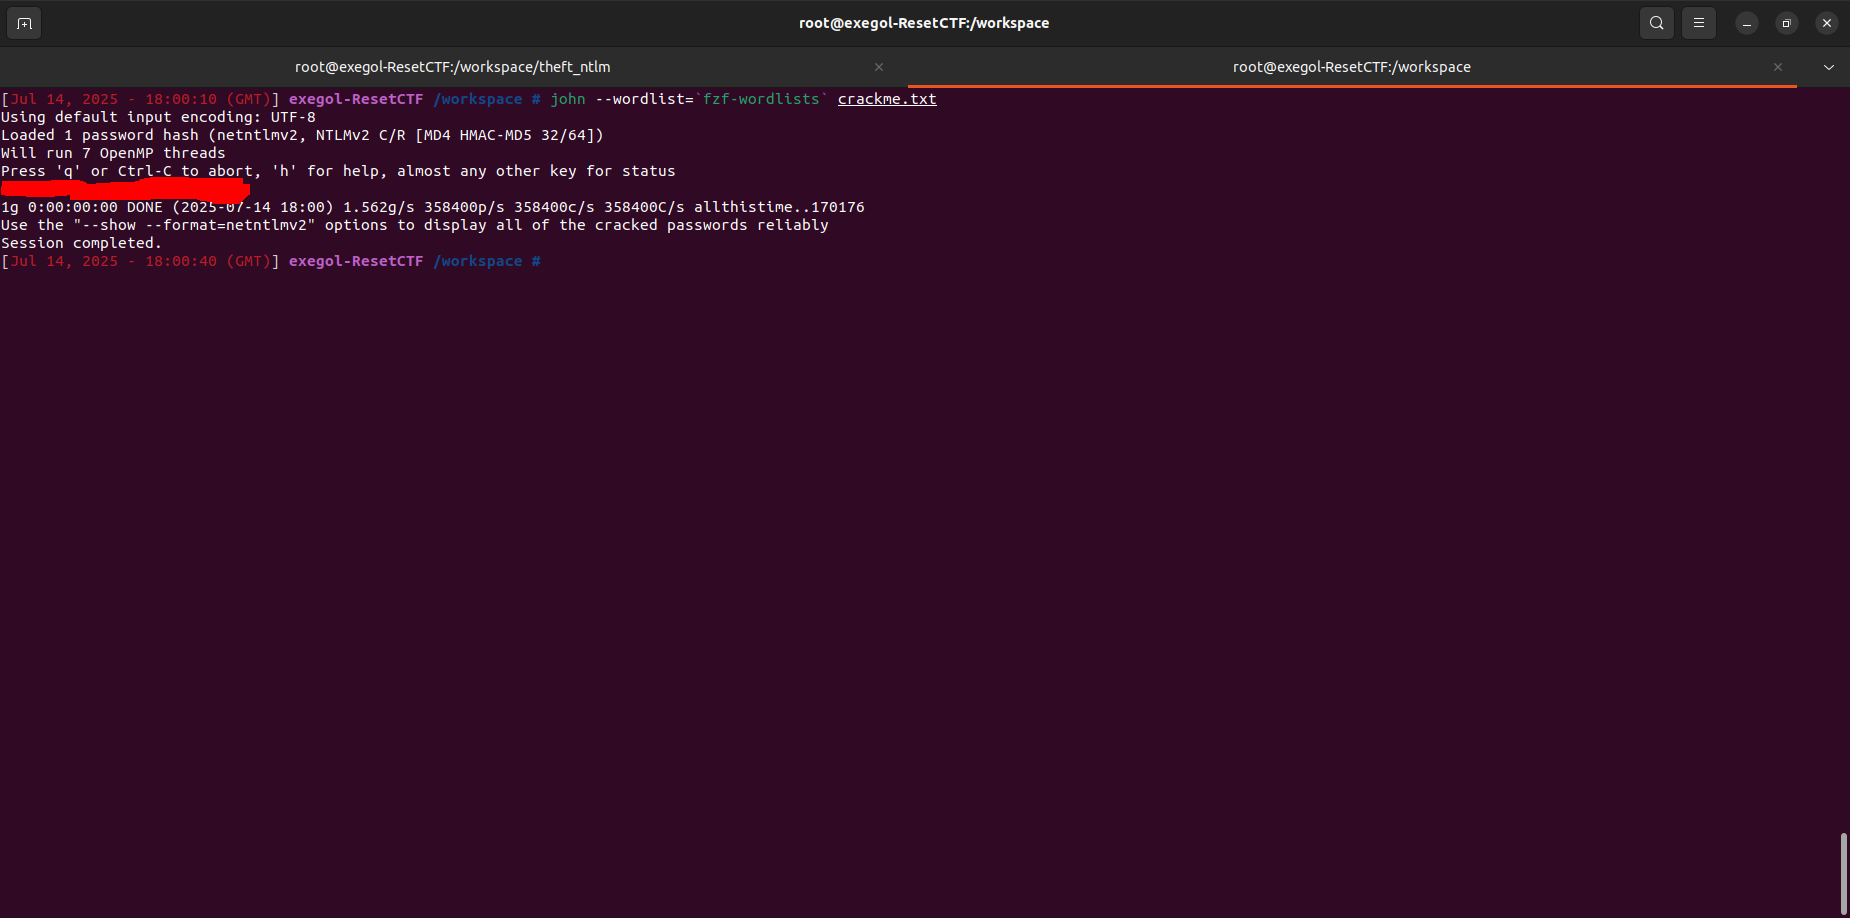 root@exegol-ResetCTF:/workspace
root@exegol-ResetCTF:/workspace/theft_ntlm
root@exegol-ResetCTF:/workspace
[Jul 14, 2025 - 18:00:10 (GMT)] exegol-ResetCTF /workspace # john --wordlist=`fzf-wordlists` crackme.txt
Using default input encoding: UTF-8
Loaded 1 password hash (netntlmv2, NTLMv2 C/R [MD4 HMAC-MD5 32/64])
Will run 7 OpenMP threads
Press 'q' or Ctrl-C to abort, 'h' for help, almost any other key for status
1g 0:00:00:00 DONE (2025-07-14 18:00) 1.562g/s 358400p/s 358400c/s 358400C/s allthistime..170176
Use the "--show --format=netntlmv2" options to display all of the cracked passwords reliably
Session completed.
[Jul 14, 2025 - 18:00:40 (GMT)] exegol-ResetCTF /workspace #